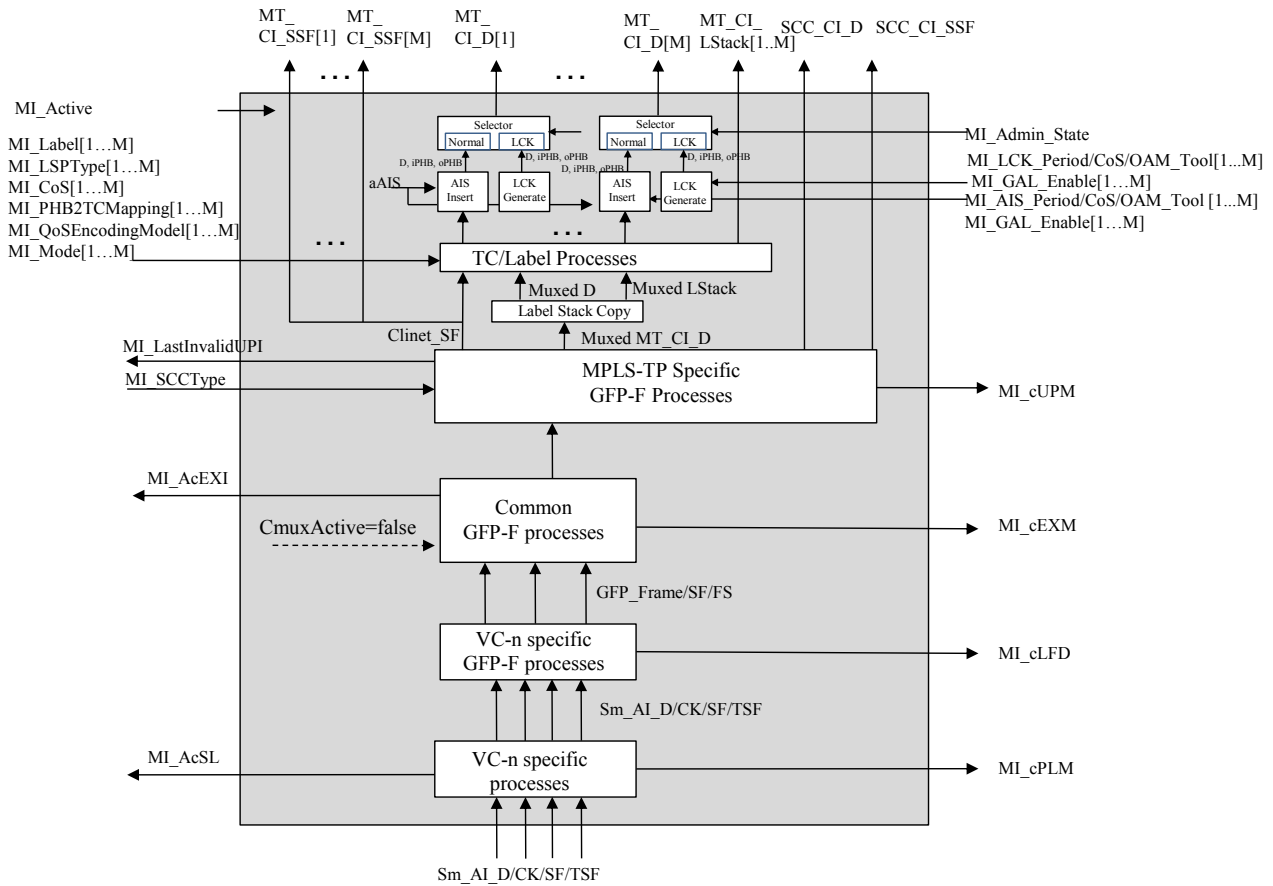 MT_
CI_SSF[1]
MT_
CI_SSF[M]
MT_
CI_D[1]
MT_
CI_D[M]
MT_CI_
LStack[1..M]
SCC_CI_D
SCC_CI_SSF
...
...
MI_Active
MI_Label[1…M]
MI_LSPType[1…M]
MI_CoS[1…M]
MI_PHB2TCMapping[1…M]
MI_QoSEncodingModel[1…M]
MI_Mode[1…M]
Selector
Normal
LCK
Selector
Normal
LCK
MI_Admin_State
MI_LCK_Period/CoS/OAM_Tool[1...M]
MI_GAL_Enable[1…M]
MI_AIS_Period/CoS/OAM_Tool [1...M]
MI_GAL_Enable[1…M]
D, iPHB, oPHB
D, iPHB, oPHB
D, iPHB, oPHB
D, iPHB, oPHB
aAIS
AIS
Insert
LCK
Generate
AIS
Insert
LCK
Generate
...
...
TC/Label Processes
Muxed D
Muxed LStack
Label Stack Copy
Clinet_SF
Muxed MT_CI_D
MI_LastInvalidUPI
MI_SCCType
MPLS-TP Specific
GFP-F Processes
MI_cUPM
MI_AcEXI
Common
GFP-F processes
CmuxActive=false
MI_cEXM
GFP_Frame/SF/FS
VC-n specific
GFP-F processes
MI_cLFD
Sm_AI_D/CK/SF/TSF
MI_AcSL
VC-n specific
processes
MI_cPLM
Sm_AI_D/CK/SF/TSF